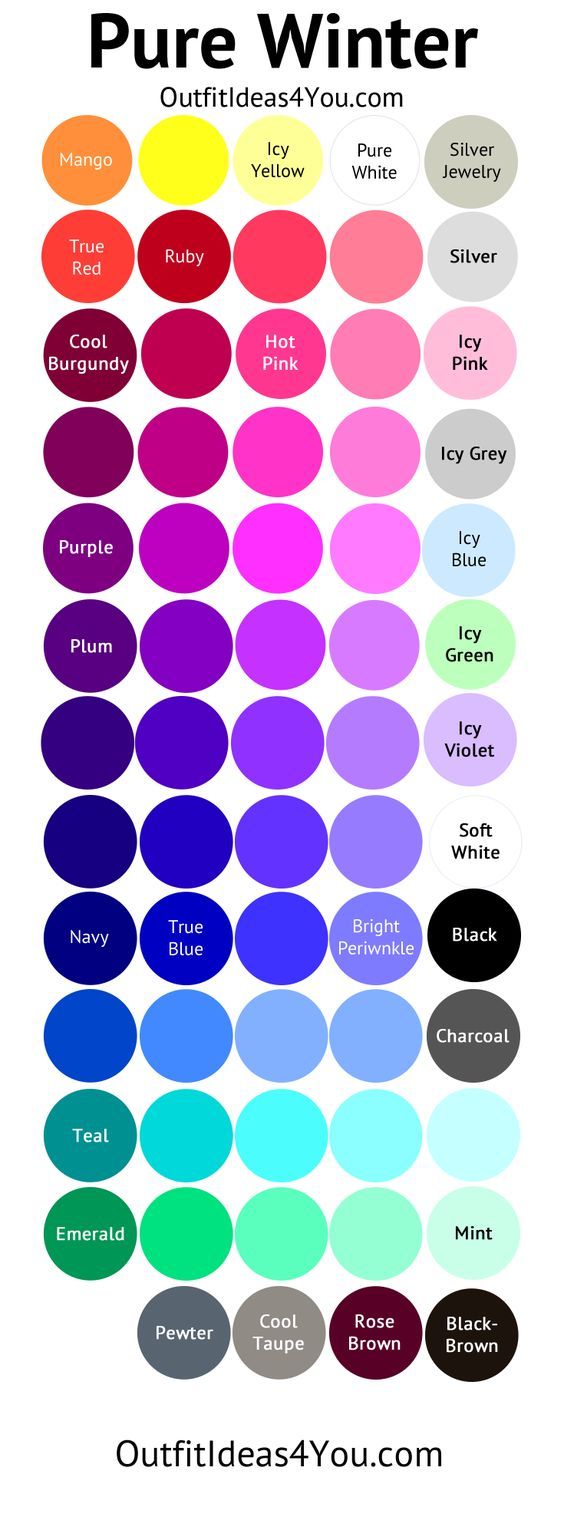 Pure Winter
OutfitIdeas4You.com
Mango
Icy
Yellow
Pure
White
Silver
Jewelry
True
Red
Ruby
Silver
Cool
Burgundy
Hot
Pink
Icy
Pink
Icy Grey
Purple
Icy
Blue
Plum
Icy
Green
Icy
Violet
Soft
White
Navy
True
Blue
Bright
Periwnkle
Black
Charcoal
Teal
Emerald
Mint
Pewter
Cool
Taupe
Rose
Brown
Black-
Brown
OutfitIdeas4You.com